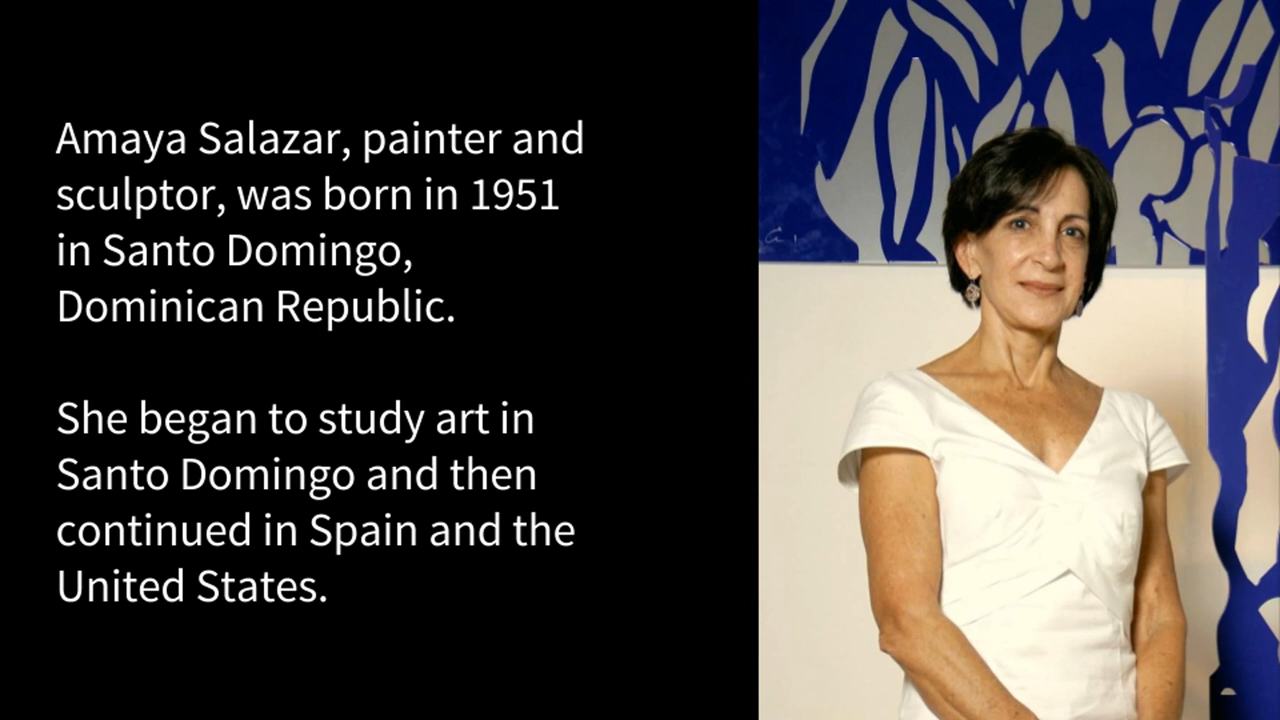 Amaya Salazar, painter and
sculptor, was born in 1951
in Santo Domingo,
Dominican Republic.
She began to study art in
Santo Domingo and then
continued in Spain and the
United States.